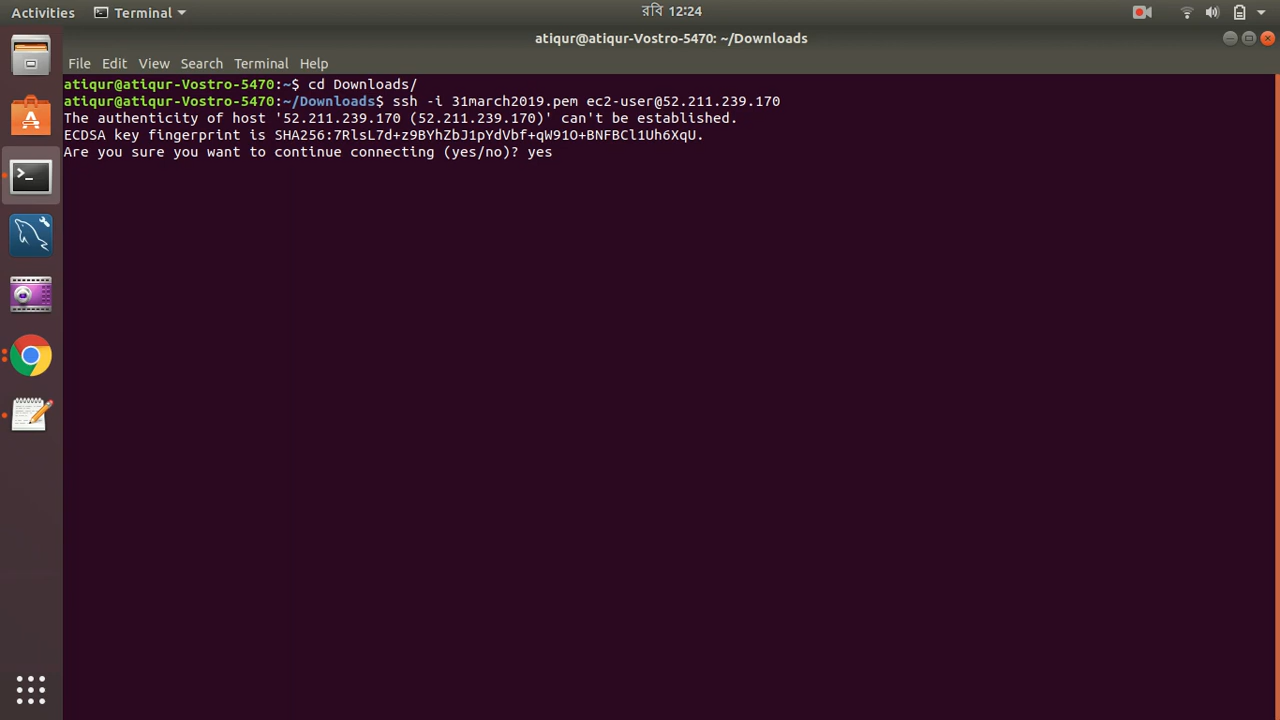 Activities Terminal রবি 12:24
atiqur@atiqur-Vostro-5470: ~/Downloads
File Edit View Search Terminal Help
atiqur@atiqur-Vostro-5470:~$ cd Downloads/
atiqur@atiqur-Vostro-5470:~/Downloads$ ssh -i 31march2019.pem ec2-user@52.211.239.170
The authenticity of host '52.211.239.170 (52.211.239.170)' can't be established.
ECDSA key fingerprint is SHA256:7RlsL7d+z9BYhZbJ1pYdVbf+qW91O+BNFBCl1Uh6XqU.
Are you sure you want to continue connecting (yes/no)? yes